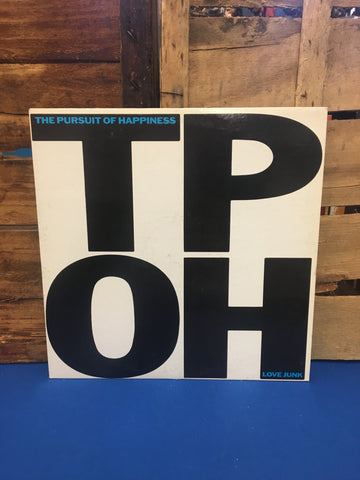 THE PURSUIT OF HAPPINESS
TP
OH
LOVE JUNK